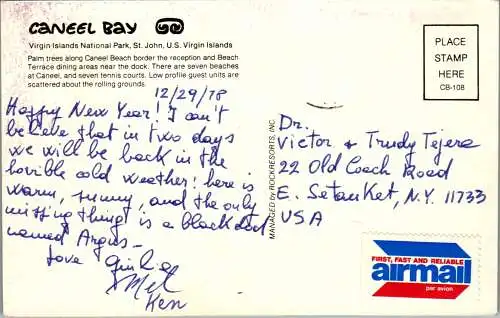 CANEEL BAY
Virgin Islands National Park, St. John, U.S. Virgin Islands
Palm trees along Caneel Beach border the reception and Beach
Terrace dining areas near the dock. There are seven beaches
at Caneel, and seven tennis courts. Low profile guest units are
scattered about the rolling grounds.
12/29/78
Happy New Year! I can't
believe that in two days
we will be back in the
horible cold weather! here is
warm, sunny, and the only
missing thing is a black
named Argus –
Love
Mel
Ken
MANAGED by ROCKRESORTS, INC.
PLACE
STAMP
HERE
CB-108
Dr.
Victor & Trudy Tejera
22 Old Coach Road
E. Setauket, N.Y. 11733
USA
FIRST, FAST AND RELIABLE
airmail
par avion